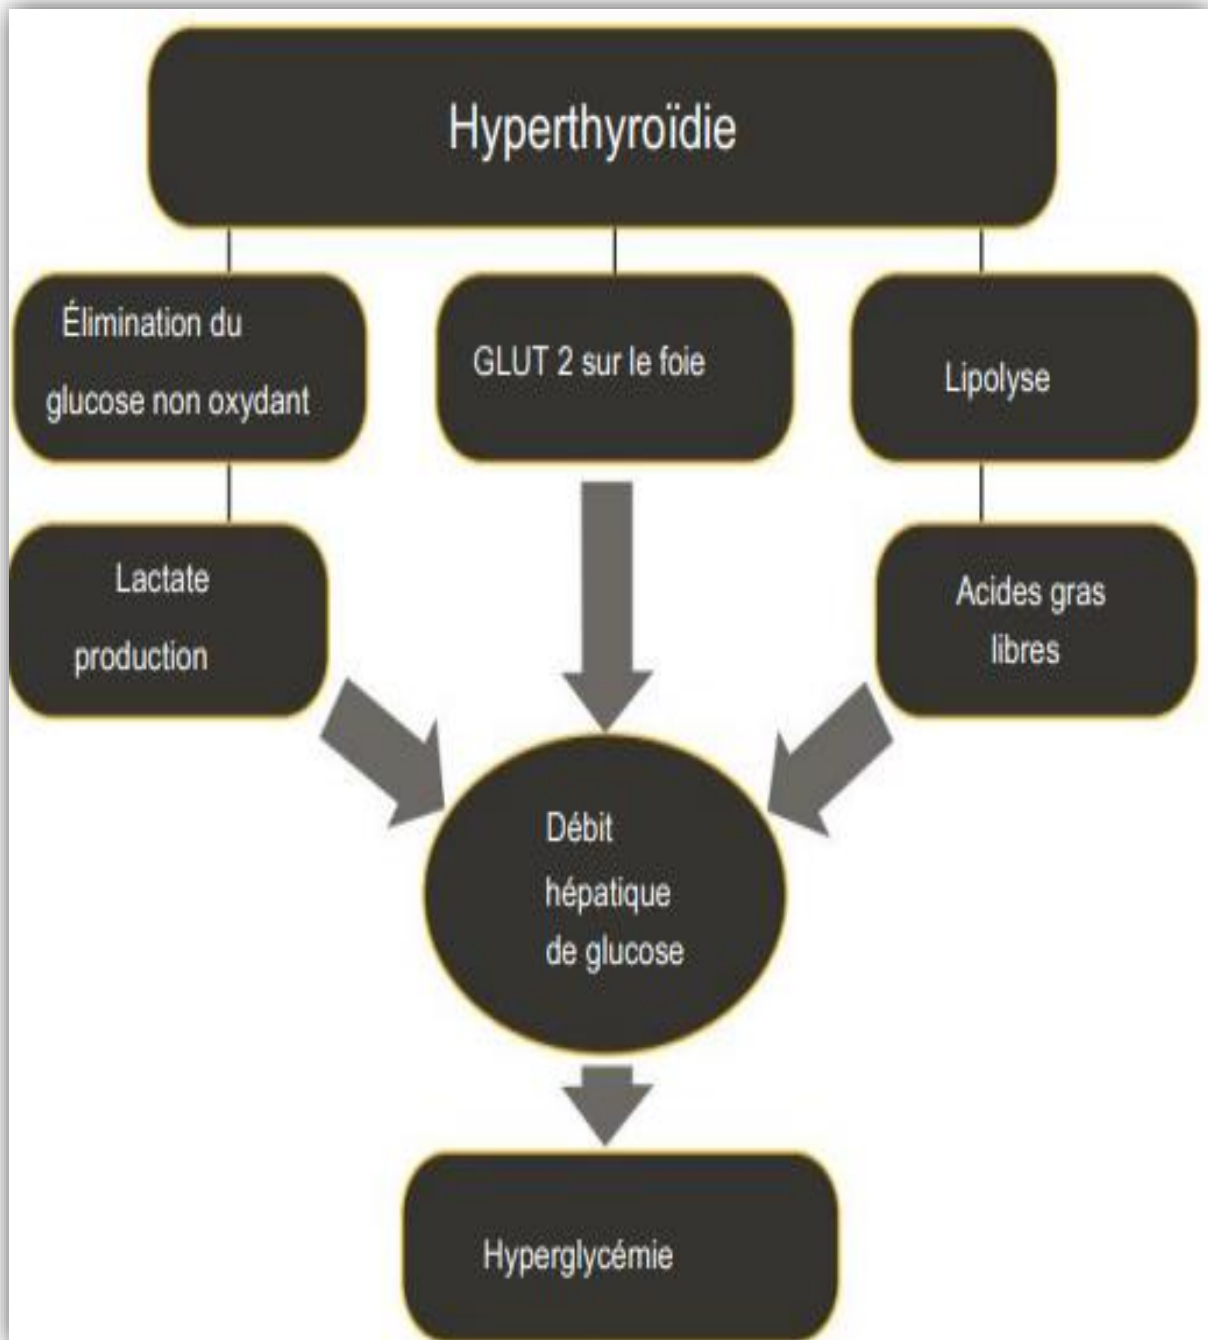 Hyperthyroïdie
Élimination du
glucose non oxydant
GLUT 2 sur le foie
Lipolyse
Lactate
production
Acides gras
libres
Débit
hépatique
de glucose
Hyperglycémie